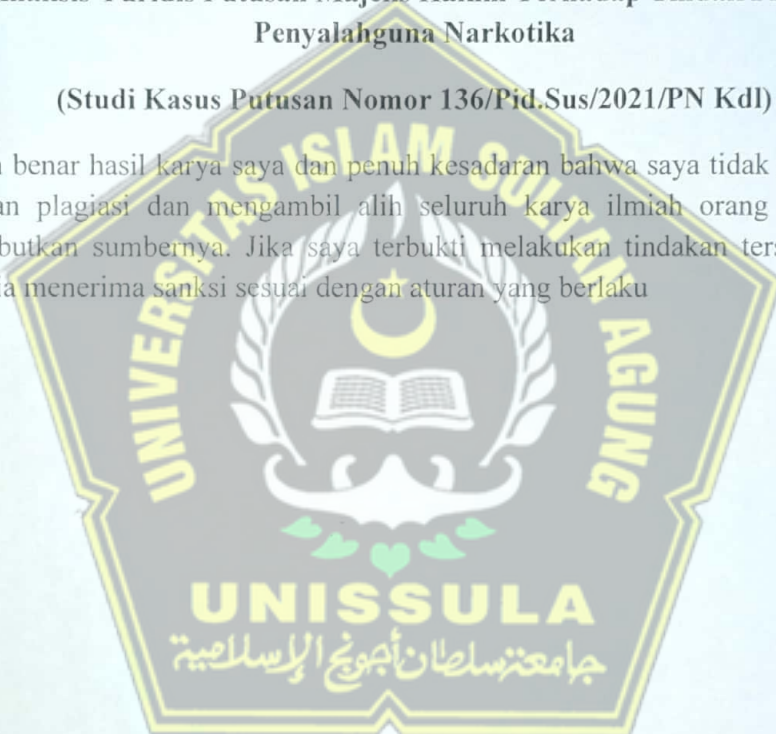 Penyalahguna Narkotika
(Studi Kasus Putusan Nomor 136/Pid.Sus/2021/PN Kdl)
benar hasil karya saya dan penuh kesadaran bahwa saya tidak
plagiasi dan mengambil alih seluruh karya ilmiah orang
sumbernya. Jika saya terbukti melakukan tindakan
menerima sanksi sesuai dengan aturan yang berlaku
UNIVERSITAS ISLAM SULTAN AGUNG
UNISSULA
جامعة سلطان أجونج الإسلامية